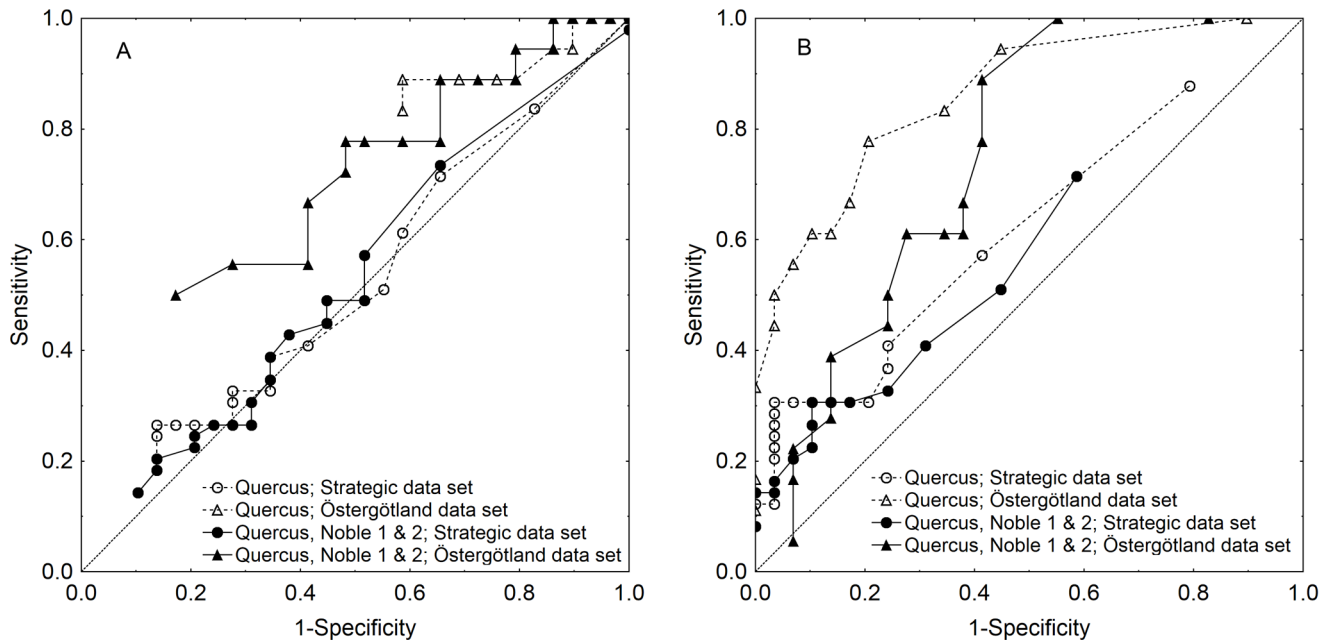 A
1.0
0.8
0.6
0.4
0.2
0.0
Sensitivity
0.0 0.2 0.4 0.6 0.8 1.0
1-Specificity
Quercus; Strategic data set
Quercus; Östergötland data set
Quercus, Noble 1 & 2; Strategic data set
Quercus, Noble 1 & 2; Östergötland data set
B
1.0
0.8
0.6
0.4
0.2
0.0
Sensitivity
0.0 0.2 0.4 0.6 0.8 1.0
1-Specificity
Quercus; Strategic data set
Quercus; Östergötland data set
Quercus, Noble 1 & 2; Strategic data set
Quercus, Noble 1 & 2; Östergötland data set